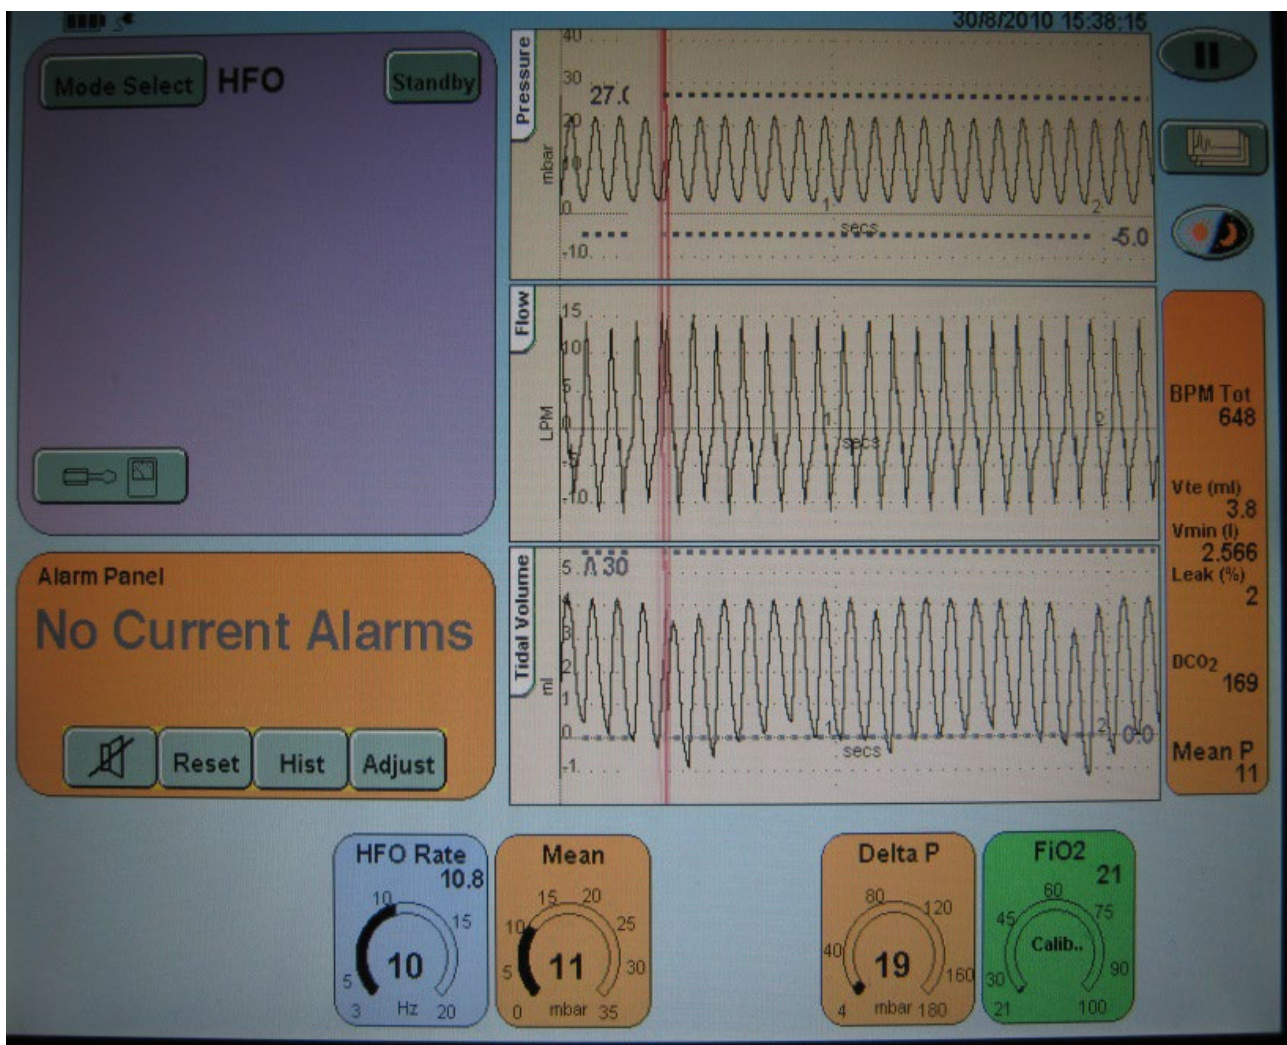 30/8/2010 15:38:15
Mode Select
HFO
Standby
Alarm Panel
No Current Alarms
Reset
Hist
Adjust
Pressure
mbar
40
30
27.0
20
10
0
-10
1
secs
2
-5.0
Flow
LPM
15
10
5
0
-5
-10
1
secs
2
Tidal Volume
ml
5
30
4
3
2
1
0
-1
1
secs
2
0.0
BPM Tot
648
Vte (ml)
3.8
Vmin (l)
2.566
Leak (%)
2
DCO2
169
Mean P
11
HFO Rate
10.8
10
15
5
10
3
Hz
20
Mean
15
20
10
25
5
11
30
0
mbar
35
Delta P
80
120
40
19
160
4
mbar
180
FiO2
21
60
45
75
Calib..
30
90
21
100